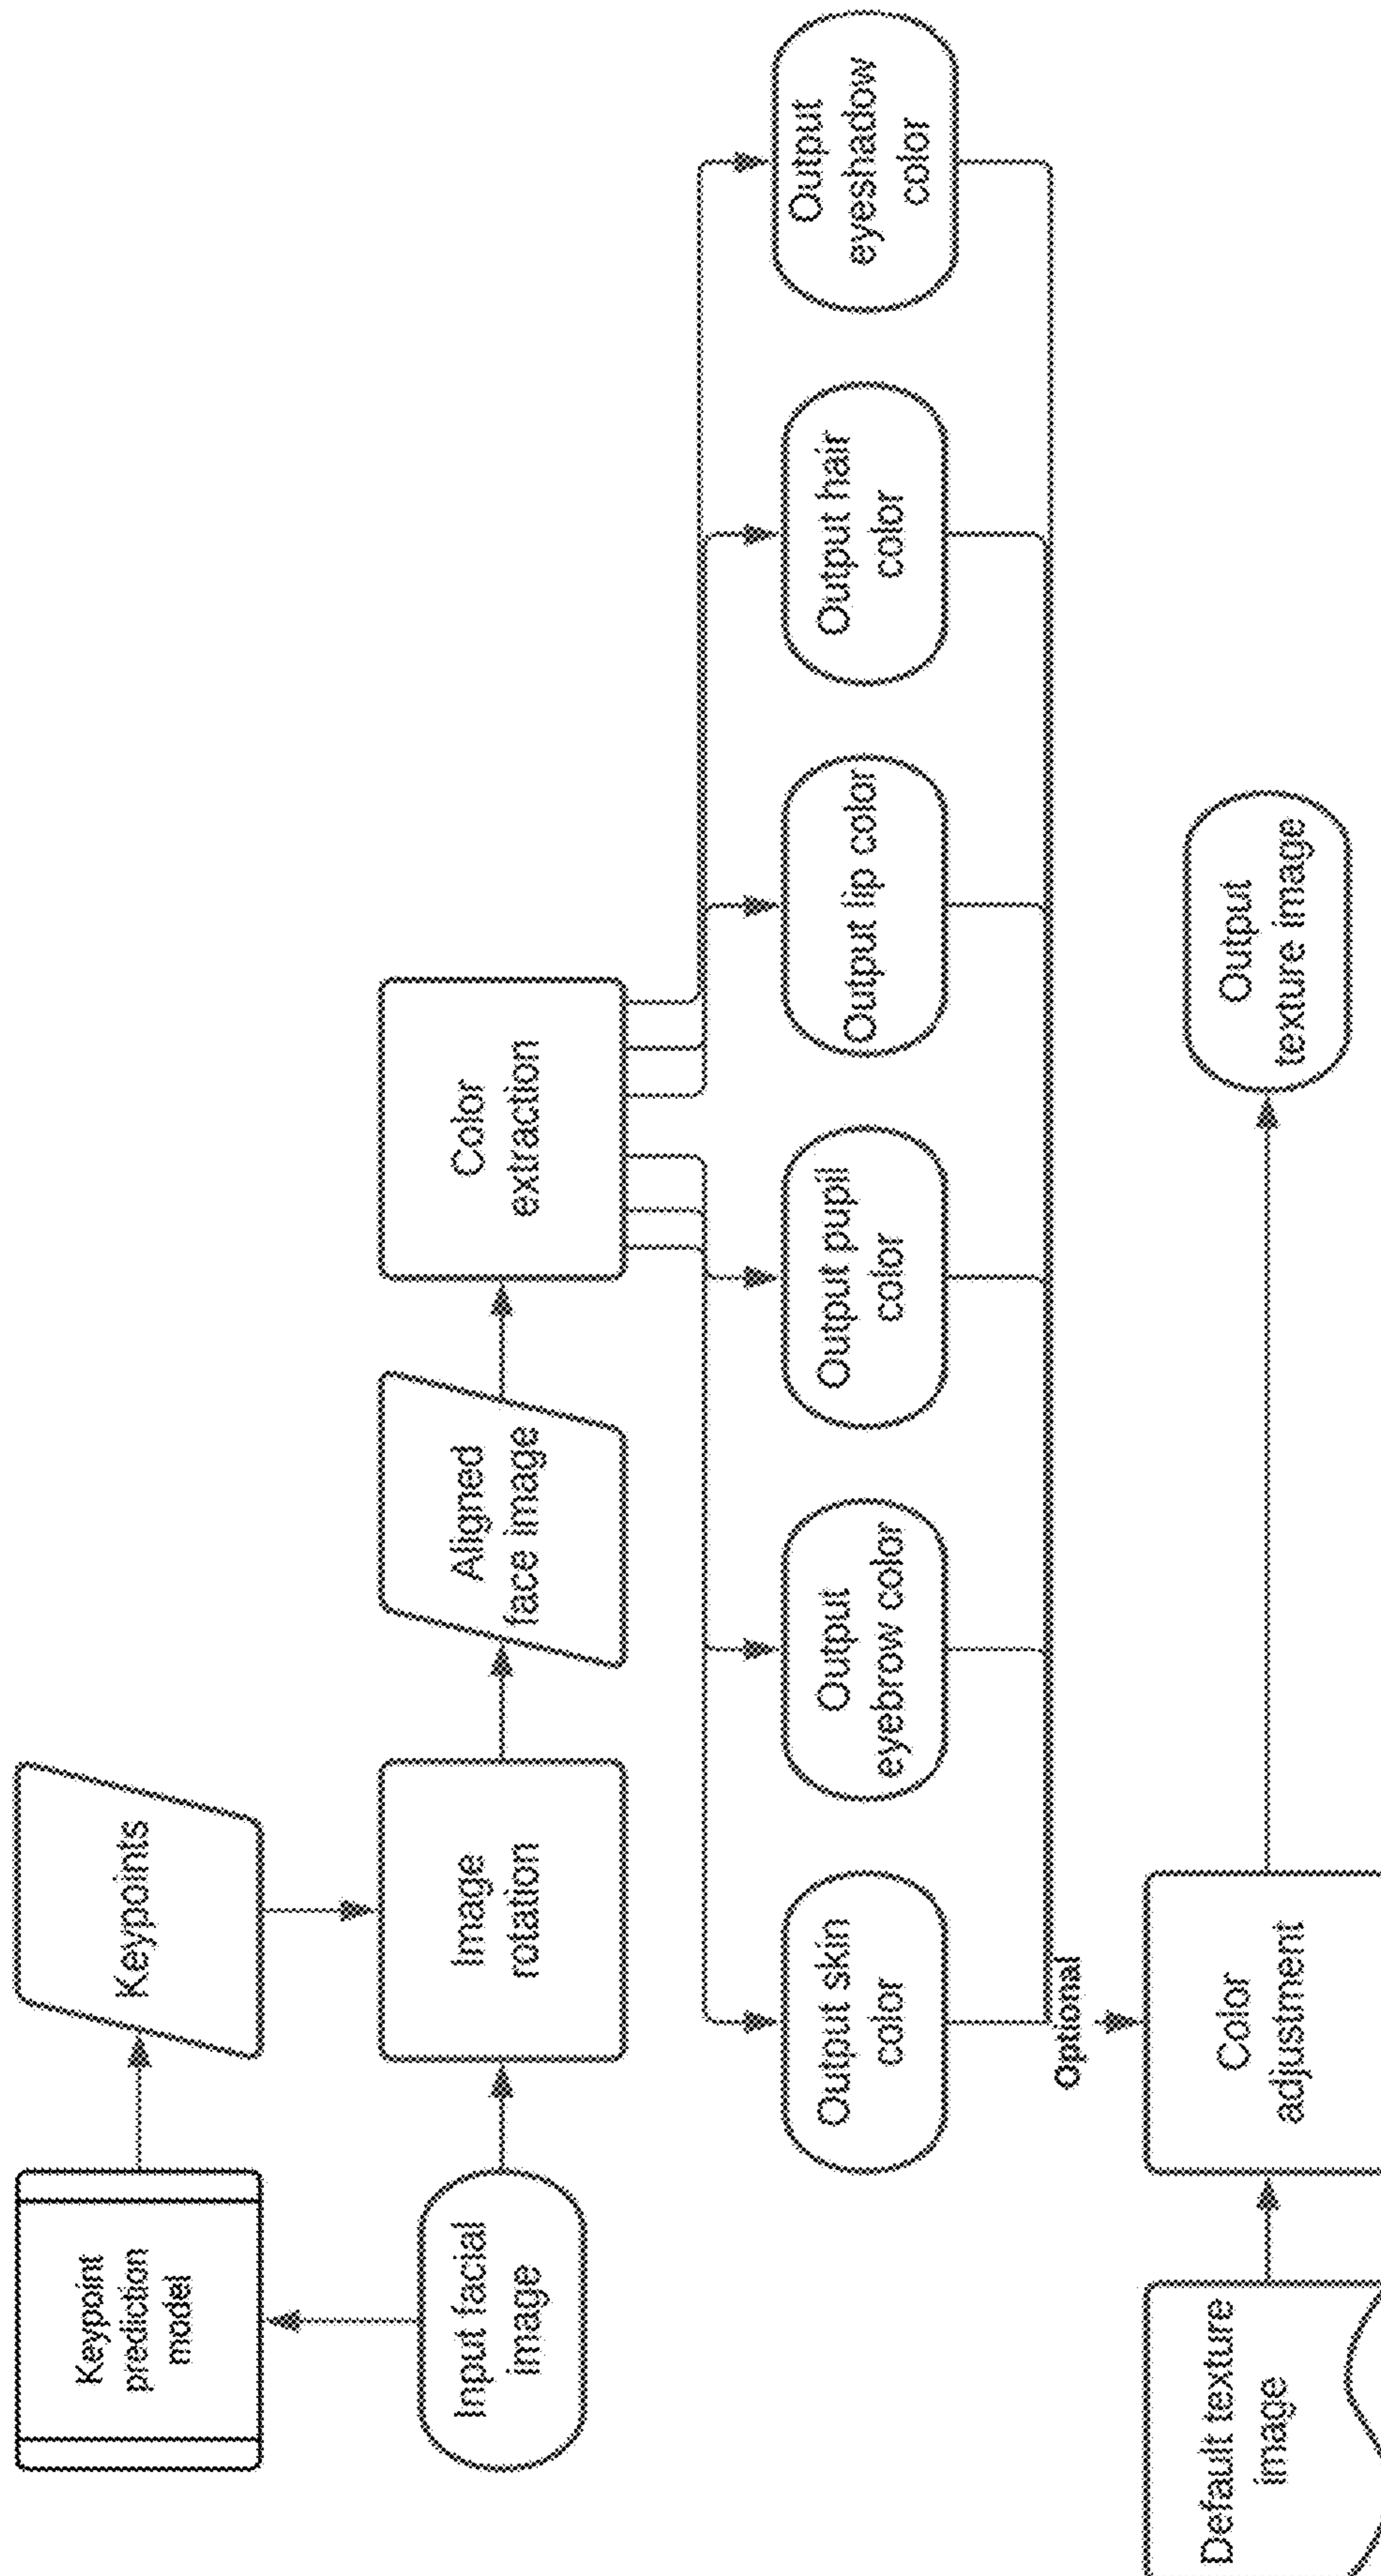 Keypoint
prediction
model
Keypoints
Input facial
image
Image
rotation
Aligned
face image
Color
extraction
Output skin
color
Output
eyebrow color
Output pupil
color
Output lip color
Output hair
color
Output
eyeshadow
color
Optional
Default texture
image
Color
adjustment
Output
texture image